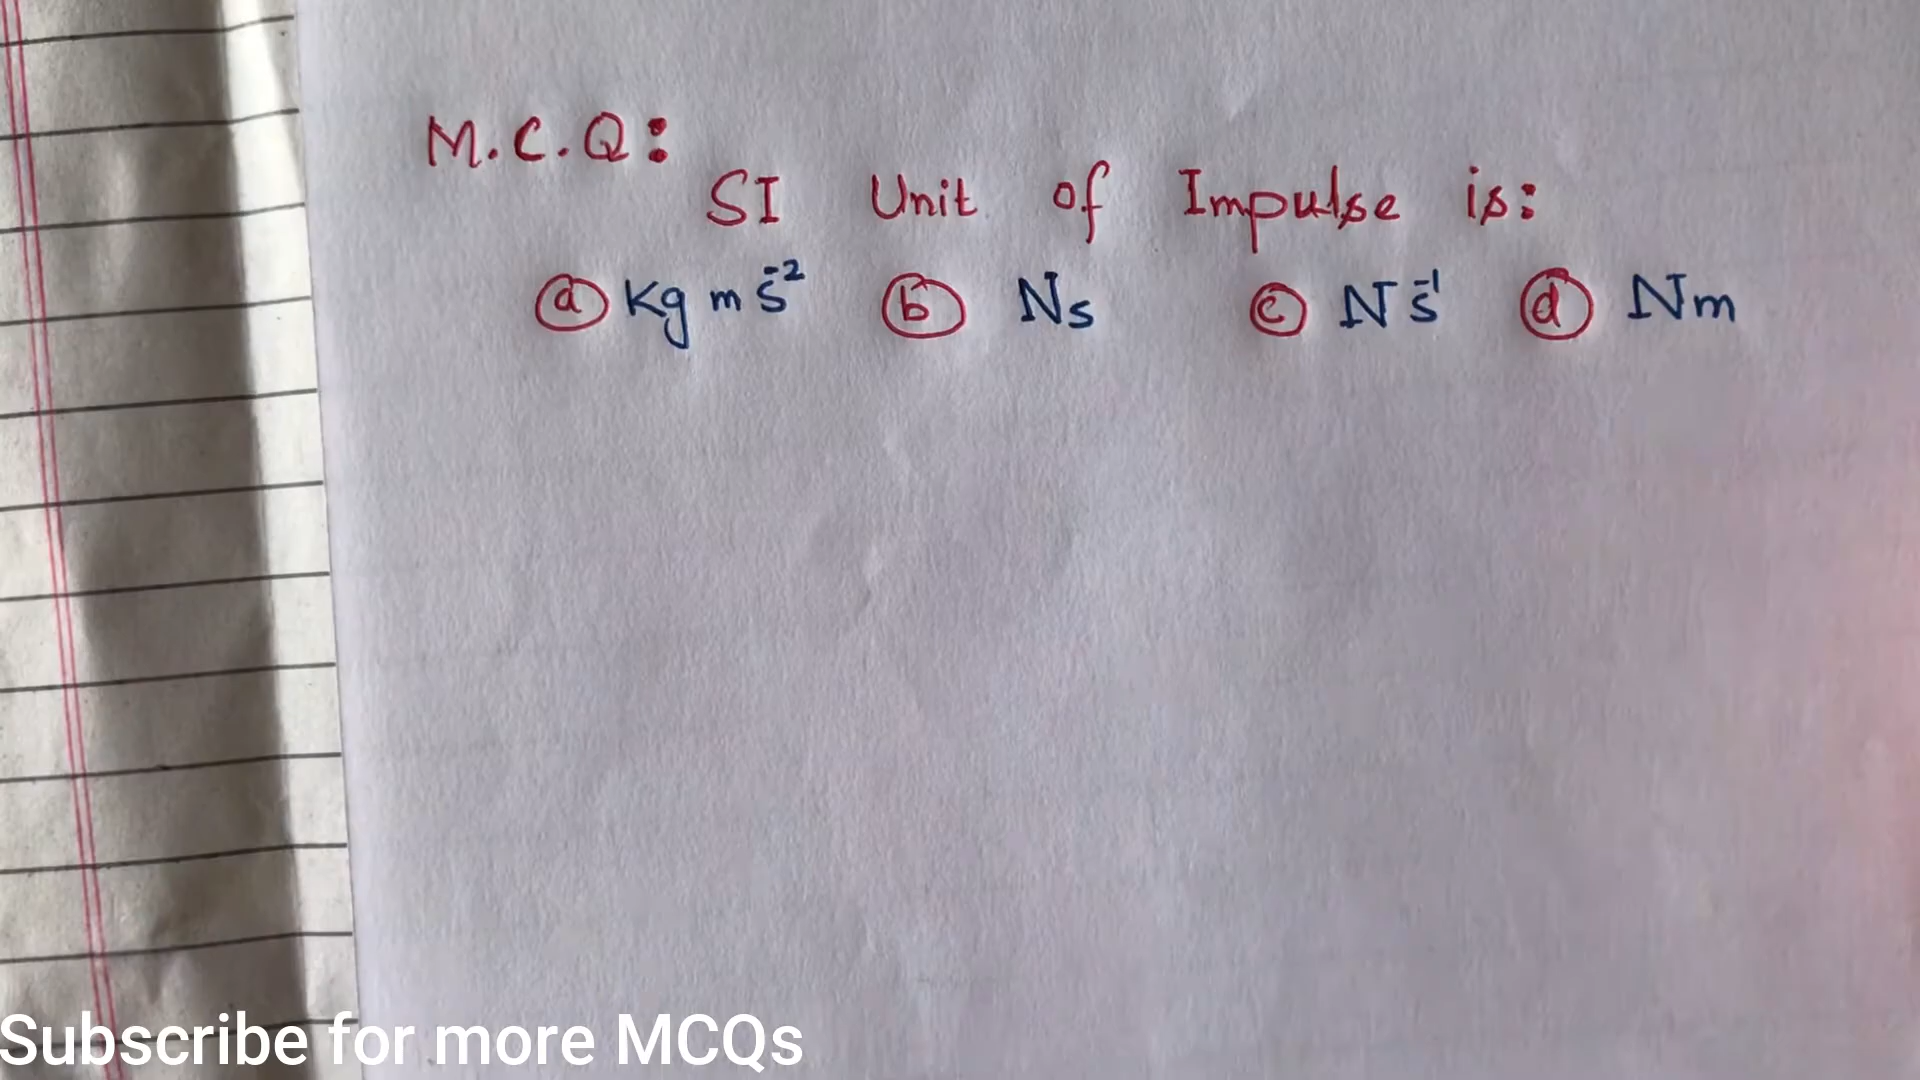 M.C.Q:
SI Unit of Impulse is:
ⓐ Kg m s⁻² ⓑ Ns ⓒ N s⁻¹ ⓓ Nm
Subscribe for more MCQs